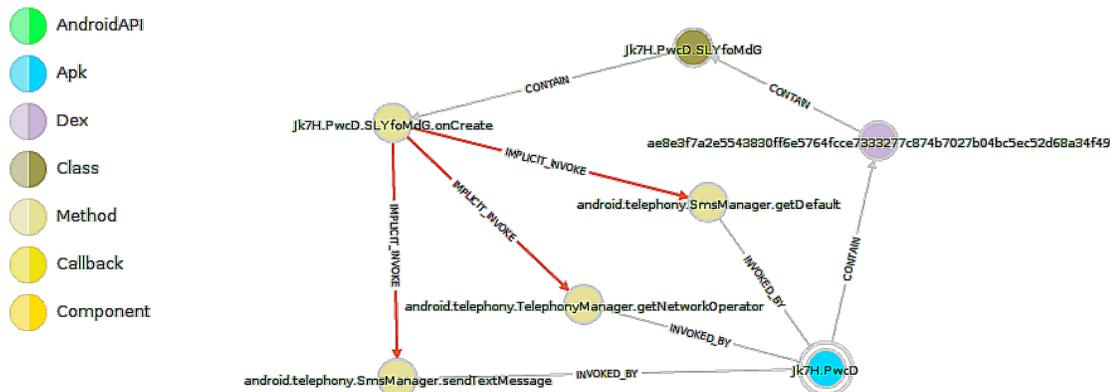 AndroidAPI
Apk
Dex
Class
Method
Callback
Component
Jk7H.PwcD.SLYfoMdG
CONTAIN
CONTAIN
Jk7H.PwcD.SLYfoMdG.onCreate
ae8e3f7a2e5543830ff6e5764fcce7333277c874b7027b04bc5ec52d68a34f49
IMPLICIT_INVOKE
IMPLICIT_INVOKE
IMPLICIT_INVOKE
android.telephony.SmsManager.getDefault
CONTAIN
INVOKED_BY
android.telephony.TelephonyManager.getNetworkOperator
INVOKED_BY
Jk7H.PwcD
INVOKED_BY
android.telephony.SmsManager.sendTextMessage